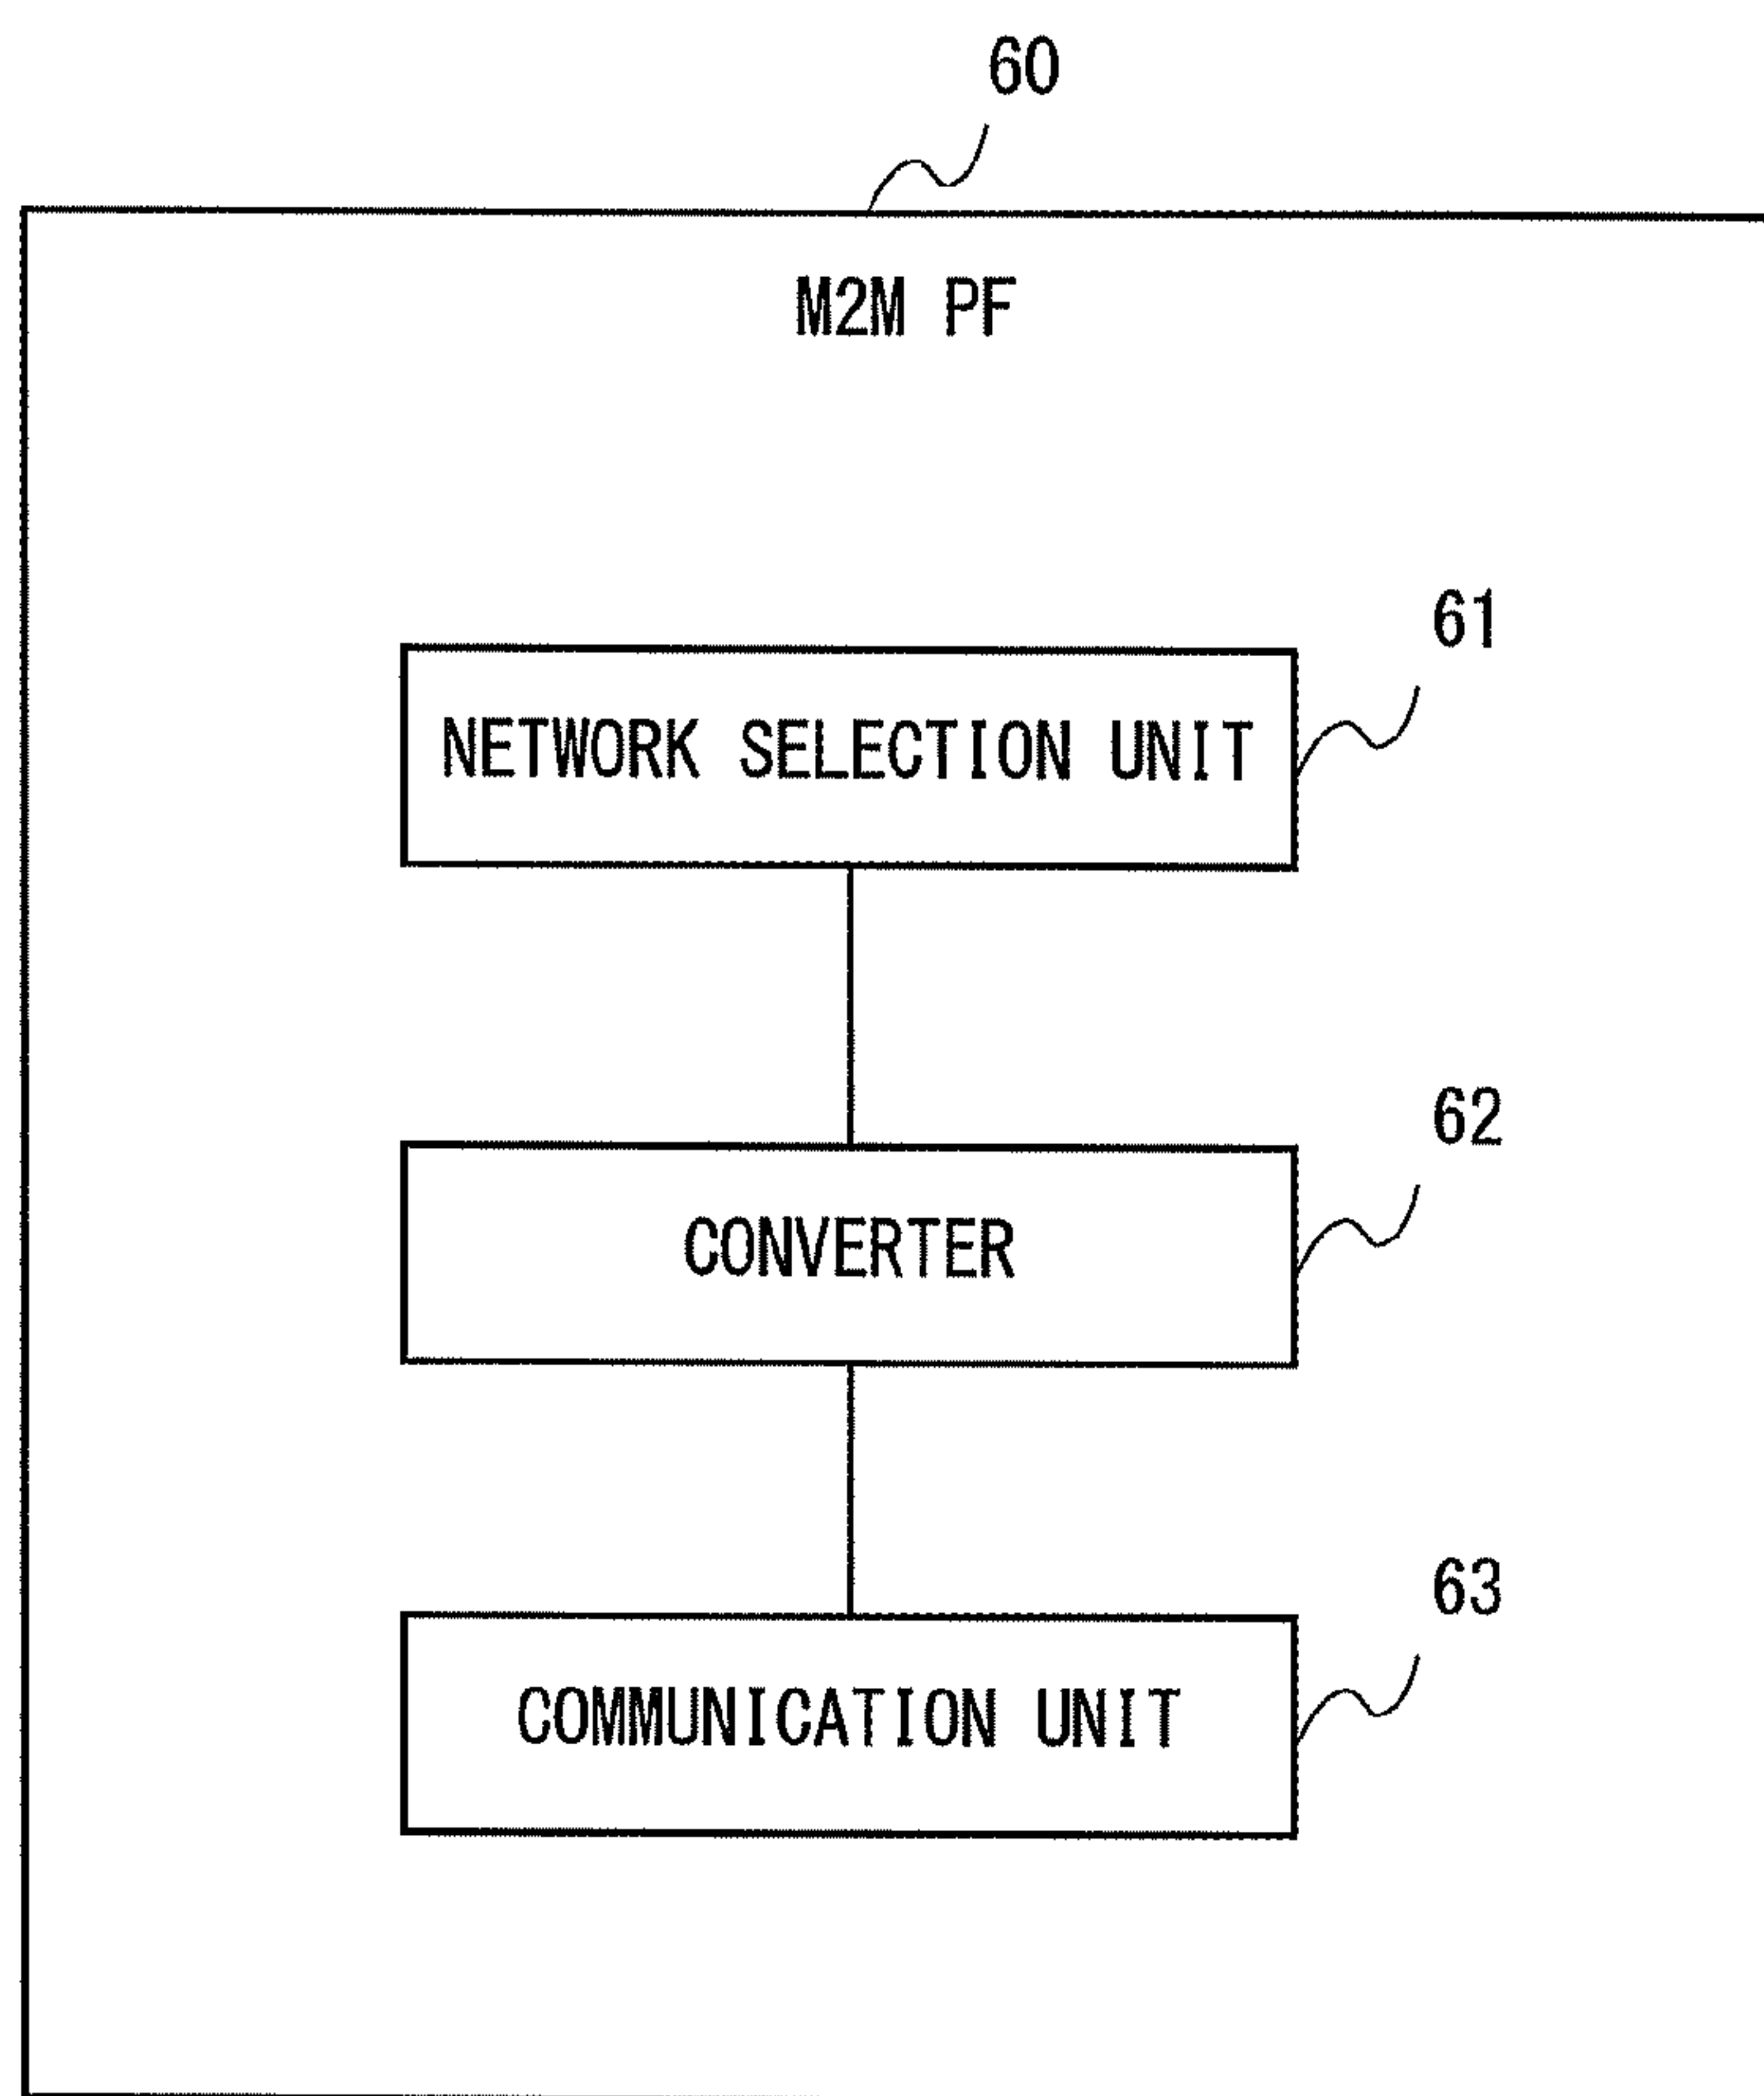 60
M2M PF
61
NETWORK SELECTION UNIT
62
CONVERTER
63
COMMUNICATION UNIT